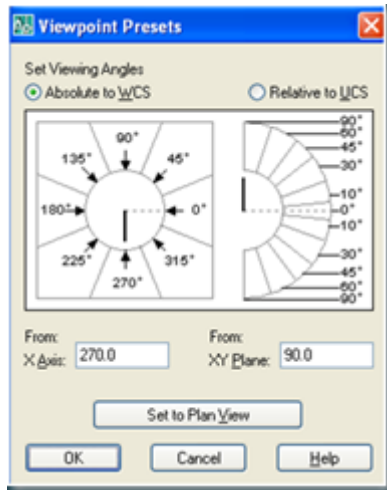 Viewpoint Presets
Set Viewing Angles
Absolute to WCS Relative to UCS
90°
135° 45°
180° 0°
225° 315°
270°
90°
60°
45°
30°
10°
0°
10°
30°
45°
60°
90°
From: From:
X Axis: 270.0 XY Plane: 90.0
Set to Plan View
OK Cancel Help